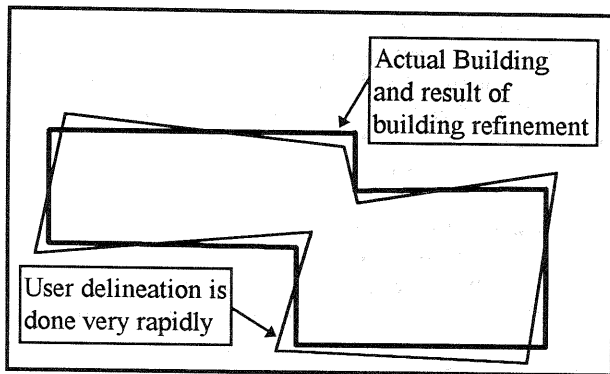 Actual Building
and result of
building refinement
User delineation is
done very rapidly